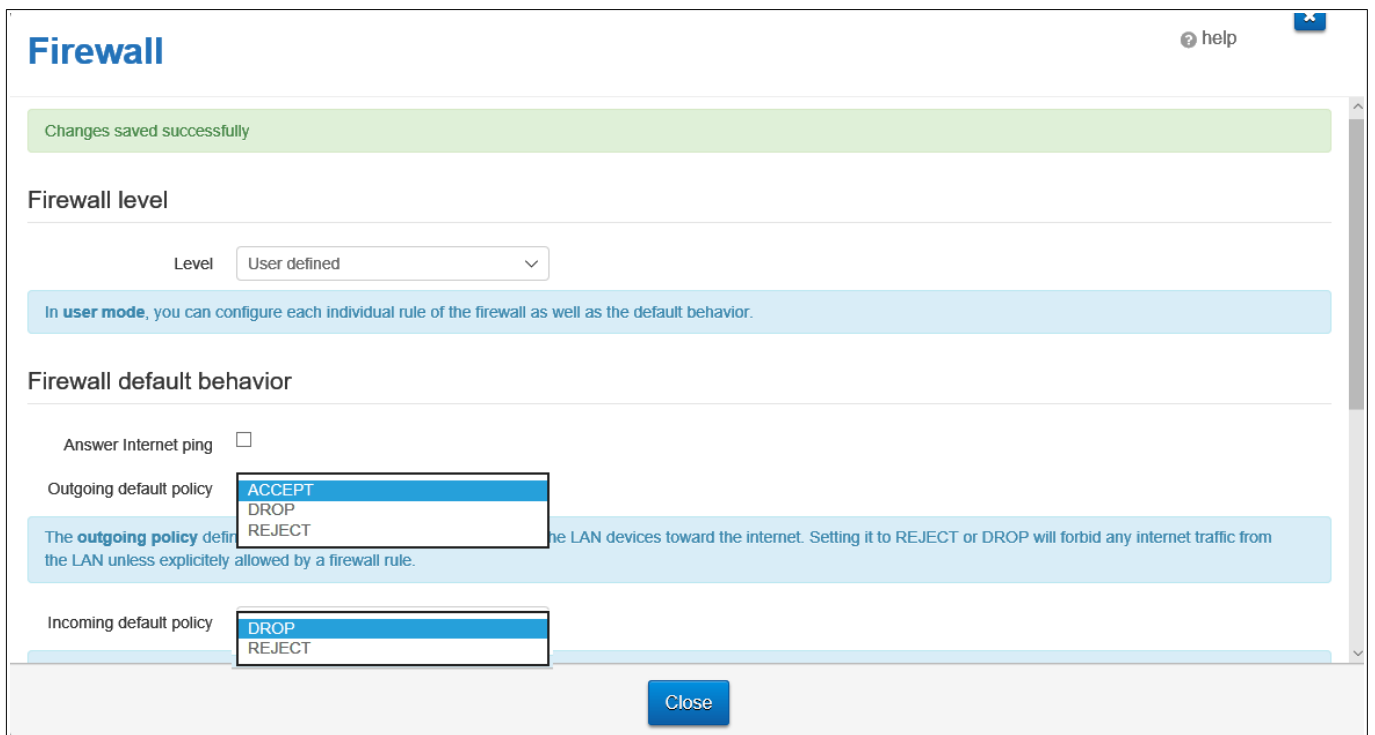 Firewall
help
Changes saved successfully
Firewall level
Level
User defined
In user mode, you can configure each individual rule of the firewall as well as the default behavior.
Firewall default behavior
Answer Internet ping
Outgoing default policy
ACCEPT
DROP
REJECT
The outgoing policy defin he LAN devices toward the internet. Setting it to REJECT or DROP will forbid any internet traffic from
the LAN unless explicitely allowed by a firewall rule.
Incoming default policy
DROP
REJECT
Close